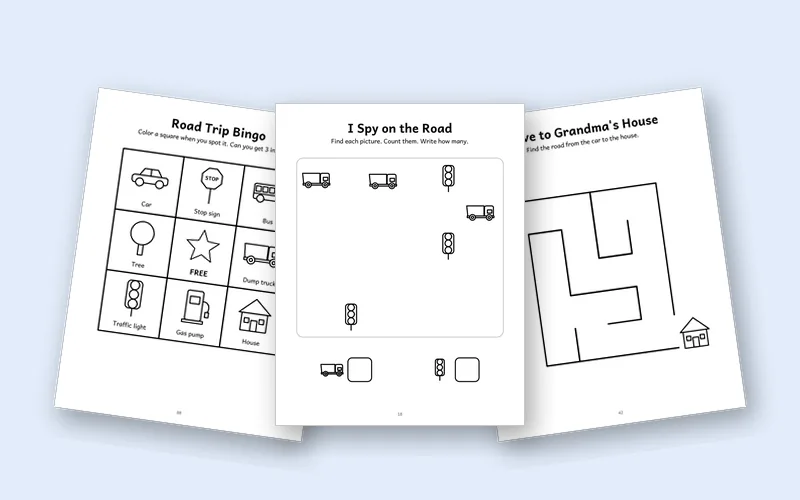 Road Trip Bingo
Color a square when you spot it. Can you get 3 in
STOP
Car
Stop sign
Bus
Tree
FREE
Dump truck
Traffic light
Gas pump
House
I Spy on the Road
Find each picture. Count them. Write how many.
to Grandma's House
Find the road from the car to the house.